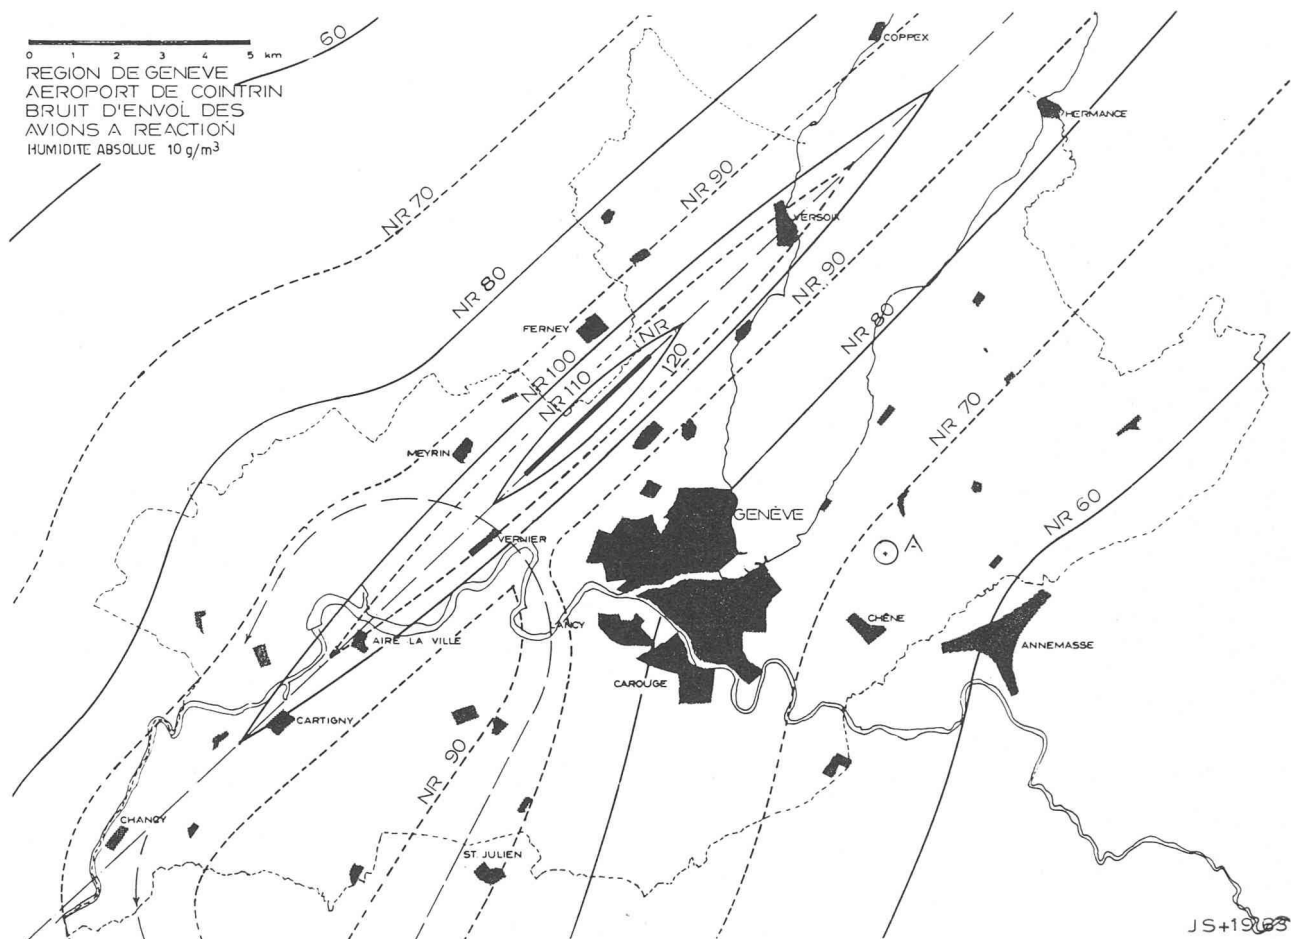 60
0 1 2 3 4 5 km
REGION DE GENEVE
AEROPORT DE COINTRIN
BRUIT D'ENVOL DES
AVIONS A REACTION
HUMIDITE ABSOLUE 10 g/m³
COPPEX
HERMANCE
NR 70
NR 90
VERSOIX
NR 80
NR 90
FERNEY
NR
120
NR 80
NR 100
NR 110
NR 70
MEYRIN
GENÈVE
NR 60
VERNIER
A
LANCY
CHÊNE
AIRE LA VILLE
ANNEMASSE
CAROUGE
CARTIGNY
NR 90
CHANCY
ST. JULIEN
JS+1963